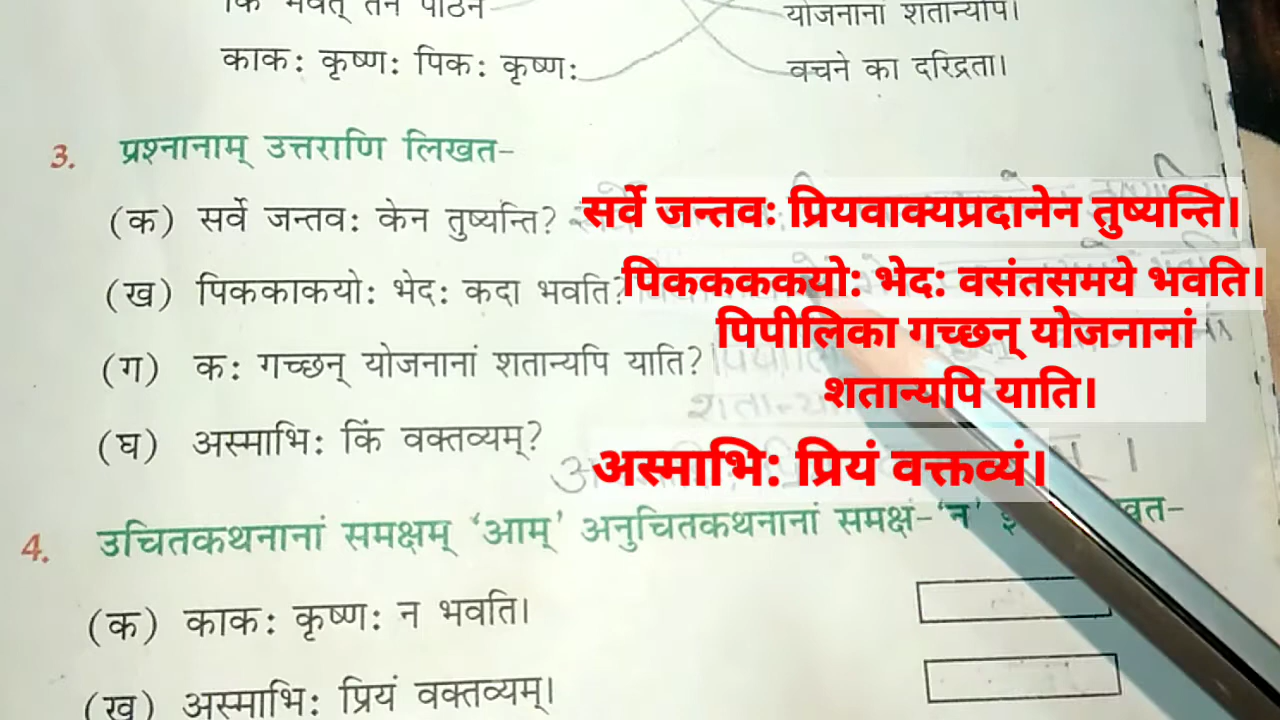 योजनानां शतान्यपि।
काकः कृष्णः पिकः कृष्णः
वचने का दरिद्रता।
3. प्रश्नानाम् उत्तराणि लिखत-
(क) सर्वे जन्तवः केन तुष्यन्ति? सर्वे जन्तवः प्रियवाक्यप्रदानेन तुष्यन्ति।
(ख) पिककाकयोः भेदः कदा भवति? पिककककयोः भेदः वसंतसमये भवति।
(ग) कः गच्छन् योजनानां शतान्यपि याति? पिपीलिका गच्छन् योजनानां
शतान्यपि याति।
(घ) अस्माभिः किं वक्तव्यम्? अस्माभिः प्रियं वक्तव्यं।
4. उचितकथनानां समक्षम् ‘आम्’ अनुचितकथनानां समक्षं-‘न’
(क) काकः कृष्णः न भवति।
(ख) अस्माभिः प्रियं वक्तव्यम्।